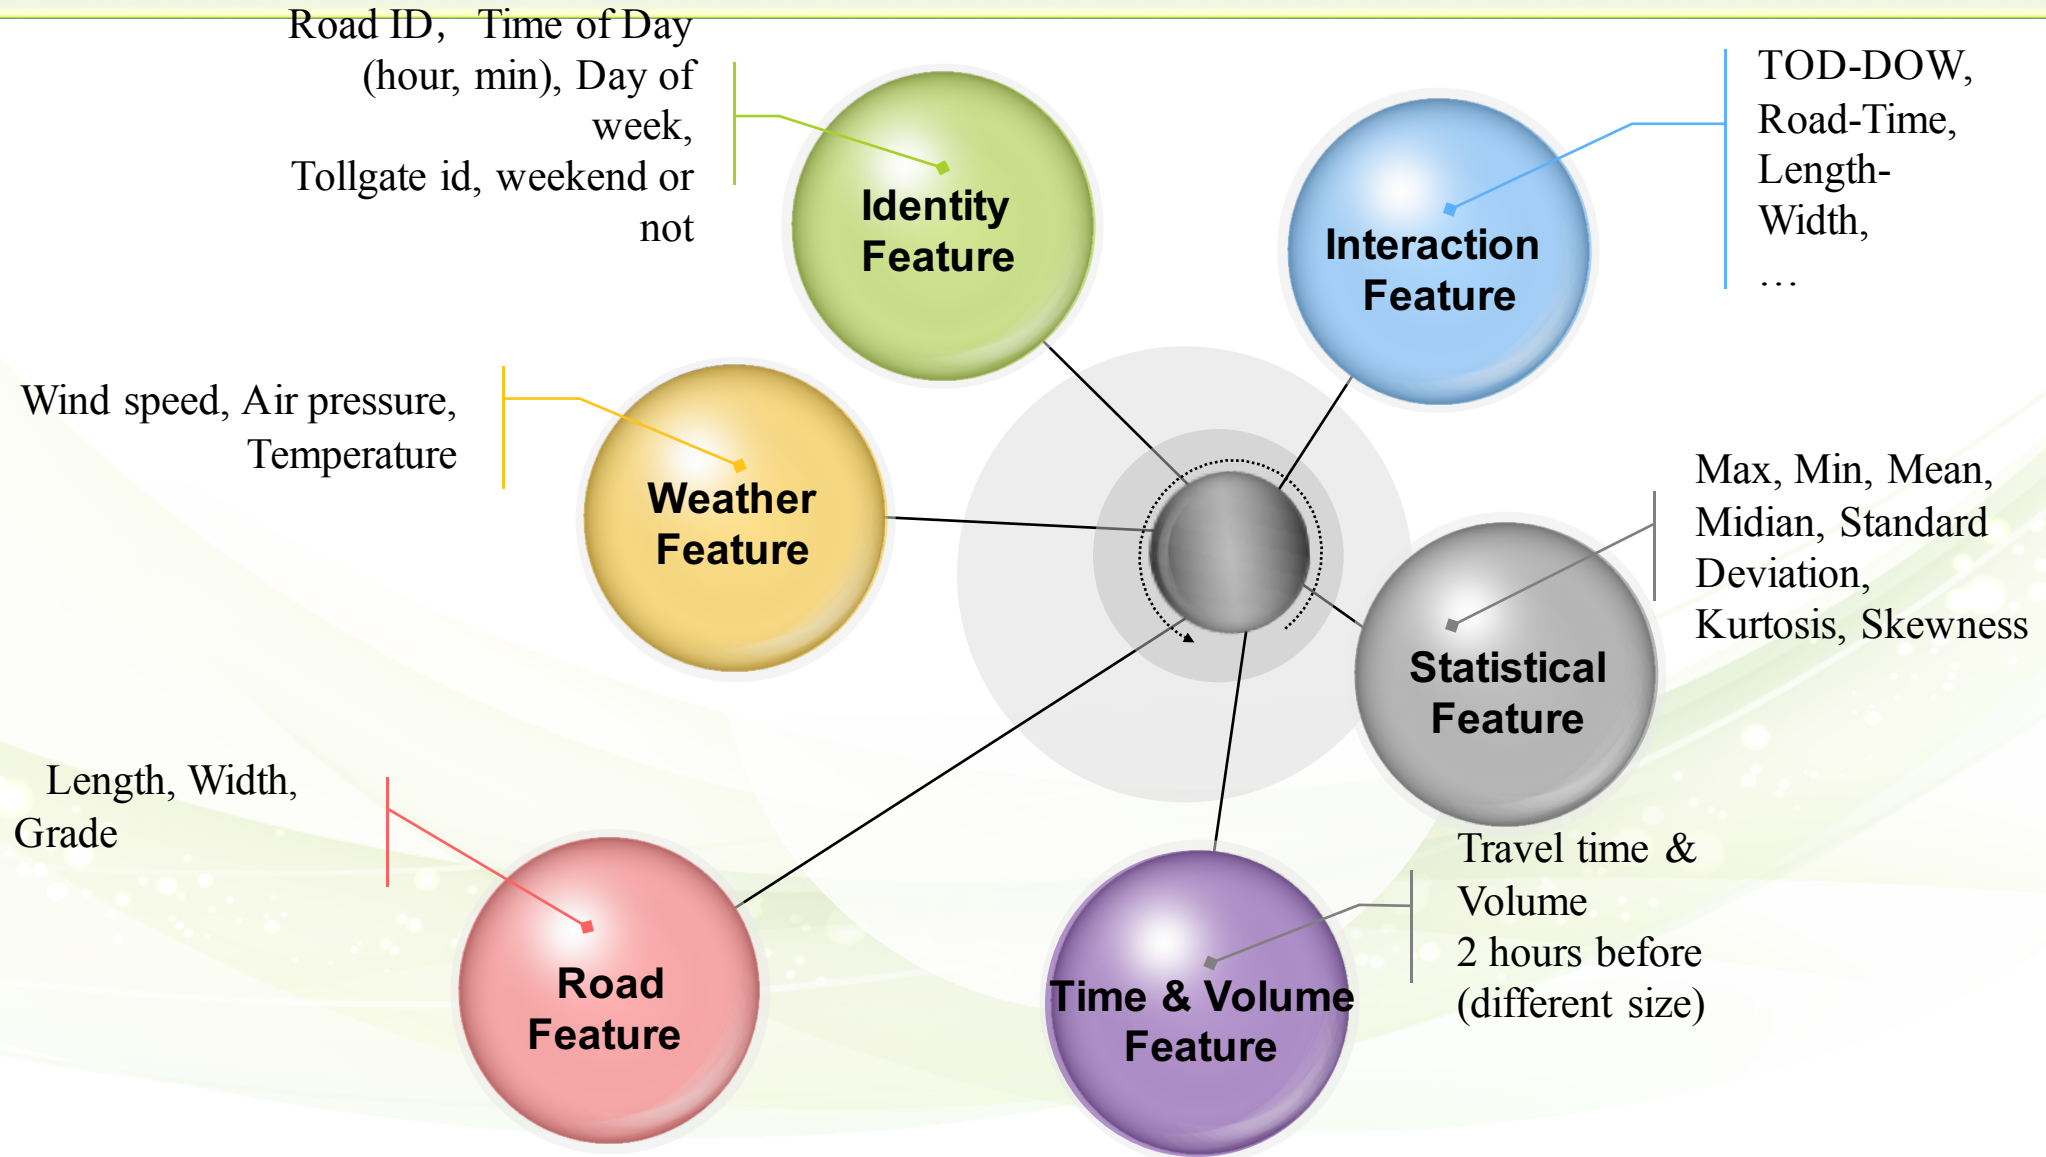 Road ID, Time of Day
(hour, min), Day of
week,
Tollgate id, weekend or
not
Identity
Feature
TOD-DOW,
Road-Time,
Length-
Width,
…
Interaction
Feature
Wind speed, Air pressure,
Temperature
Weather
Feature
Max, Min, Mean,
Midian, Standard
Deviation,
Kurtosis, Skewness
Statistical
Feature
Length, Width,
Grade
Road
Feature
Travel time &
Volume
2 hours before
(different size)
Time & Volume
Feature